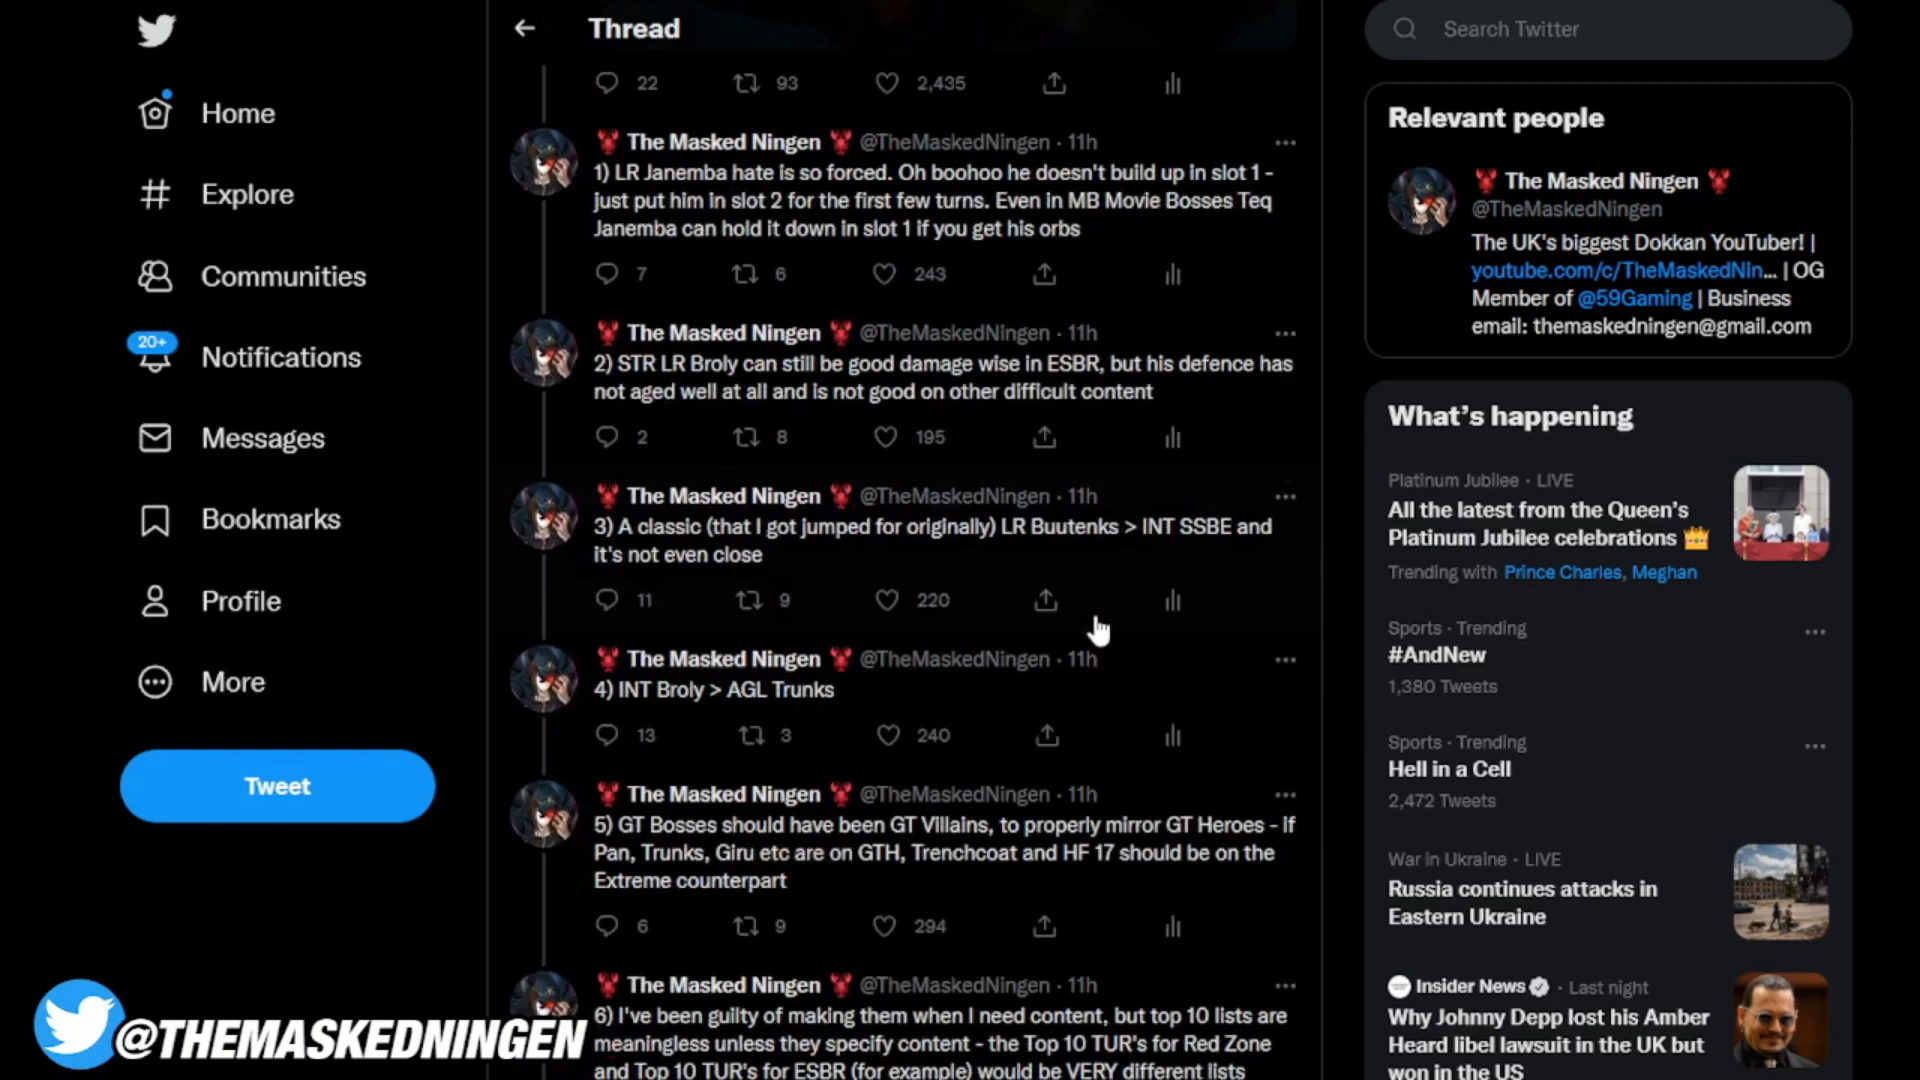 Thread
Search Twitter
Home
Explore
Communities
20+
Notifications
Messages
Bookmarks
Profile
More
Tweet
22 93 2,435
The Masked Ningen @TheMaskedNingen · 11h
1) LR Janemba hate is so forced. Oh boohoo he doesn't build up in slot 1 -
just put him in slot 2 for the first few turns. Even in MB Movie Bosses Teq
Janemba can hold it down in slot 1 if you get his orbs
7 6 243
The Masked Ningen @TheMaskedNingen · 11h
2) STR LR Broly can still be good damage wise in ESBR, but his defence has
not aged well at all and is not good on other difficult content
2 8 195
The Masked Ningen @TheMaskedNingen · 11h
3) A classic (that I got jumped for originally) LR Buutenks > INT SSBE and
it's not even close
11 9 220
The Masked Ningen @TheMaskedNingen · 11h
4) INT Broly > AGL Trunks
13 3 240
The Masked Ningen @TheMaskedNingen · 11h
5) GT Bosses should have been GT Villains, to properly mirror GT Heroes - if
Pan, Trunks, Giru etc are on GTH, Trenchcoat and HF 17 should be on the
Extreme counterpart
6 9 294
The Masked Ningen @TheMaskedNingen · 11h
6) I've been guilty of making them when I need content, but top 10 lists are
meaningless unless they specify content - the Top 10 TUR's for Red Zone
and Top 10 TUR's for ESBR (for example) would be VERY different lists
Relevant people
The Masked Ningen
@TheMaskedNingen
The UK's biggest Dokkan YouTuber! |
youtube.com/c/TheMaskedNin... | OG
Member of @59Gaming | Business
email: themaskedningen@gmail.com
What's happening
Platinum Jubilee · LIVE
All the latest from the Queen's
Platinum Jubilee celebrations
Trending with Prince Charles, Meghan
Sports · Trending
#AndNew
1,380 Tweets
Sports · Trending
Hell in a Cell
2,472 Tweets
War in Ukraine · LIVE
Russia continues attacks in
Eastern Ukraine
Insider News · Last night
Why Johnny Depp lost his Amber
Heard libel lawsuit in the UK but
won in the US
@THEMASKEDNINGEN